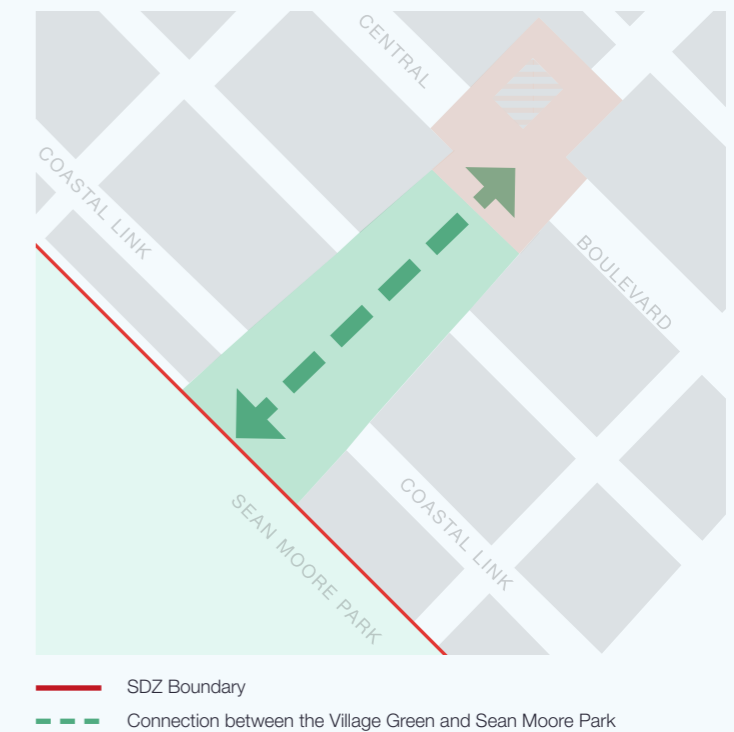 CENTRAL
COASTAL LINK
BOULEVARD
COASTAL LINK
SEAN MOORE PARK
SDZ Boundary
Connection between the Village Green and Sean Moore Park